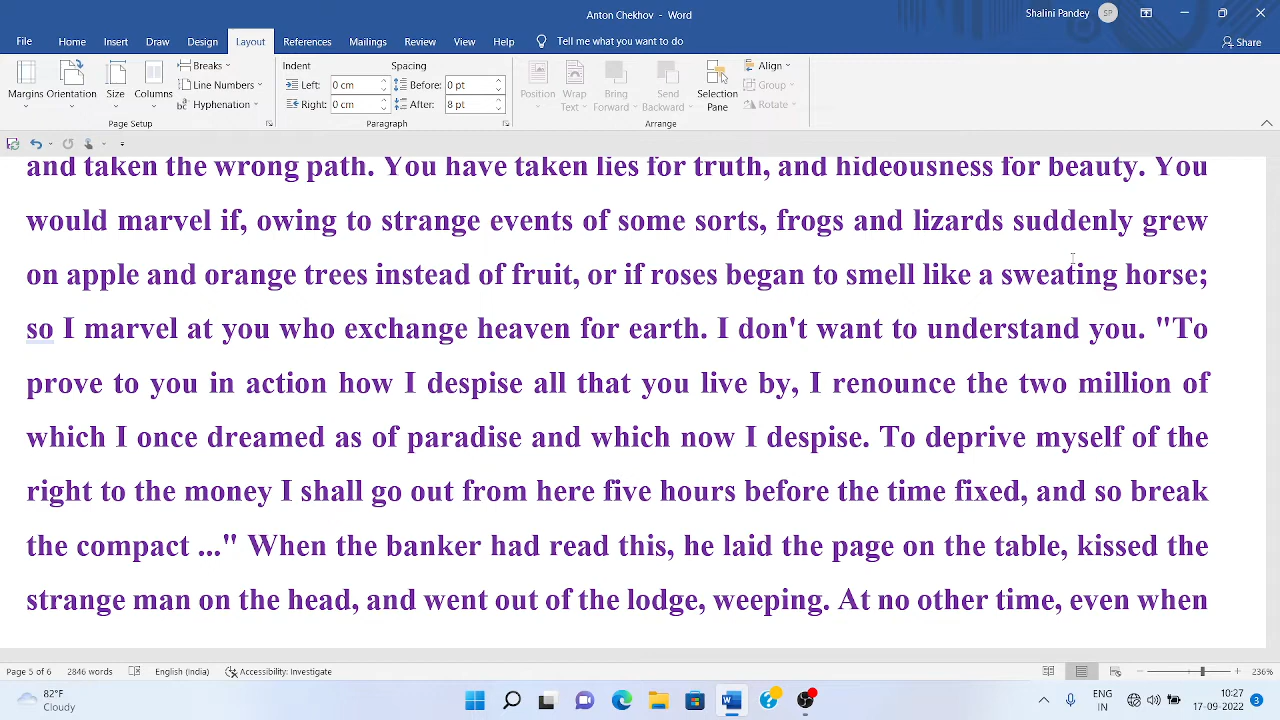 Anton Chekhov - Word
Shalini Pandey SP
File Home Insert Draw Design Layout References Mailings Review View Help Tell me what you want to do Share
Breaks Indent Spacing Align
Line Numbers Left: 0 cm Before: 0 pt Group
Margins Orientation Size Columns Position Wrap Text Bring Forward Send Backward Selection Pane
Hyphenation Right: 0 cm After: 8 pt Rotate
Page Setup Paragraph Arrange
and taken the wrong path. You have taken lies for truth, and hideousness for beauty. You
would marvel if, owing to strange events of some sorts, frogs and lizards suddenly grew
on apple and orange trees instead of fruit, or if roses began to smell like a sweating horse;
so I marvel at you who exchange heaven for earth. I don't want to understand you. "To
prove to you in action how I despise all that you live by, I renounce the two million of
which I once dreamed as of paradise and which now I despise. To deprive myself of the
right to the money I shall go out from here five hours before the time fixed, and so break
the compact ..." When the banker had read this, he laid the page on the table, kissed the
strange man on the head, and went out of the lodge, weeping. At no other time, even when
Page 5 of 6 2846 words English (India) Accessibility: Investigate 236%
82°F ENG 10:27
Cloudy IN 17-09-2022 3